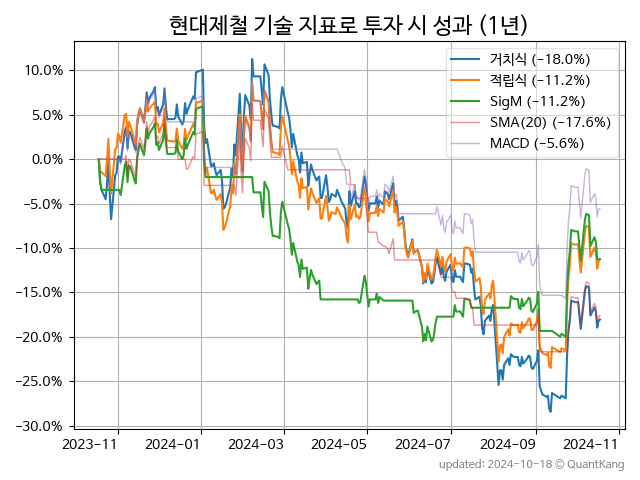 현대제철 기술 지표로 투자 시 성과 (1년)
거치식 (−18.0%)
적립식 (−11.2%)
SigM (−11.2%)
SMA(20) (−17.6%)
MACD (−5.6%)
10.0%
5.0%
0.0%
−5.0%
−10.0%
−15.0%
−20.0%
−25.0%
−30.0%
2023-11 2024-01 2024-03 2024-05 2024-07 2024-09 2024-11
updated: 2024-10-18 © QuantKang